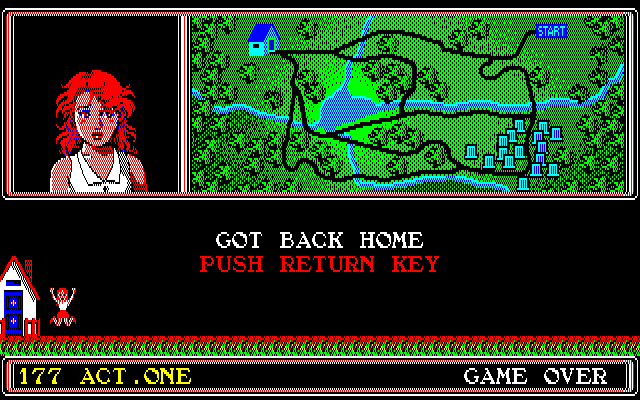 START
GOT BACK HOME
PUSH RETURN KEY
177 ACT.ONE
GAME OVER